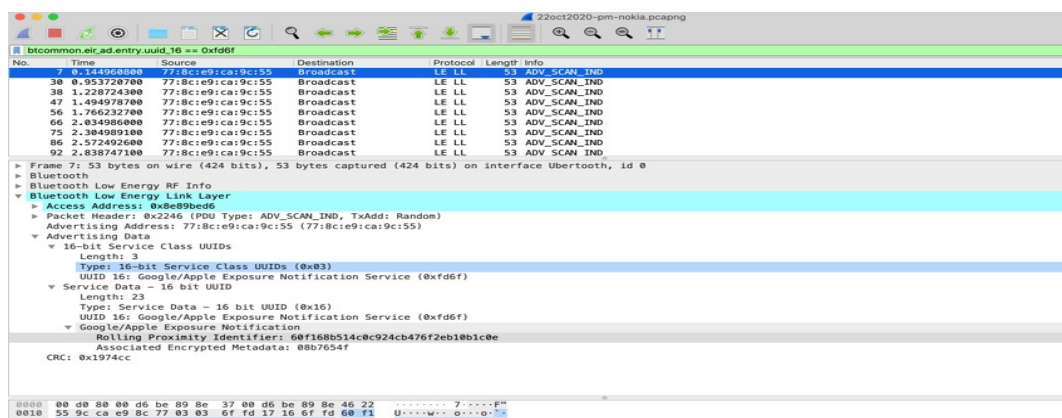 22oct2020-pm-nokia.pcapng
btcommon.eir_ad.entry.uuid_16 == 0xfd6f
No. Time Source Destination Protocol Length Info
7 0.144960800 77:8c:e9:ca:9c:55 Broadcast LE LL 53 ADV_SCAN_IND
30 0.953720700 77:8c:e9:ca:9c:55 Broadcast LE LL 53 ADV_SCAN_IND
38 1.228724300 77:8c:e9:ca:9c:55 Broadcast LE LL 53 ADV_SCAN_IND
47 1.494978700 77:8c:e9:ca:9c:55 Broadcast LE LL 53 ADV_SCAN_IND
56 1.766232700 77:8c:e9:ca:9c:55 Broadcast LE LL 53 ADV_SCAN_IND
66 2.034986000 77:8c:e9:ca:9c:55 Broadcast LE LL 53 ADV_SCAN_IND
75 2.304989100 77:8c:e9:ca:9c:55 Broadcast LE LL 53 ADV_SCAN_IND
86 2.572492600 77:8c:e9:ca:9c:55 Broadcast LE LL 53 ADV_SCAN_IND
92 2.838747100 77:8c:e9:ca:9c:55 Broadcast LE LL 53 ADV_SCAN_IND
Frame 7: 53 bytes on wire (424 bits), 53 bytes captured (424 bits) on interface Ubertooth, id 0
Bluetooth
Bluetooth Low Energy RF Info
Bluetooth Low Energy Link Layer
Access Address: 0x8e89bed6
Packet Header: 0x2246 (PDU Type: ADV_SCAN_IND, TxAdd: Random)
Advertising Address: 77:8c:e9:ca:9c:55 (77:8c:e9:ca:9c:55)
Advertising Data
16-bit Service Class UUIDs
Length: 3
Type: 16-bit Service Class UUIDs (0x03)
UUID 16: Google/Apple Exposure Notification Service (0xfd6f)
Service Data - 16 bit UUID
Length: 23
Type: Service Data - 16 bit UUID (0x16)
UUID 16: Google/Apple Exposure Notification Service (0xfd6f)
Google/Apple Exposure Notification
Rolling Proximity Identifier: 60f168b514c0c924cb476f2eb10b1c0e
Associated Encrypted Metadata: 08b7654f
CRC: 0x1974cc
0000 00 d0 80 00 d6 be 89 8e 37 00 d6 be 89 8e 46 22 ········ 7·····F"
0010 55 9c ca e9 8c 77 03 03 6f fd 17 16 6f fd 60 f1 U····w·· o···o·`·